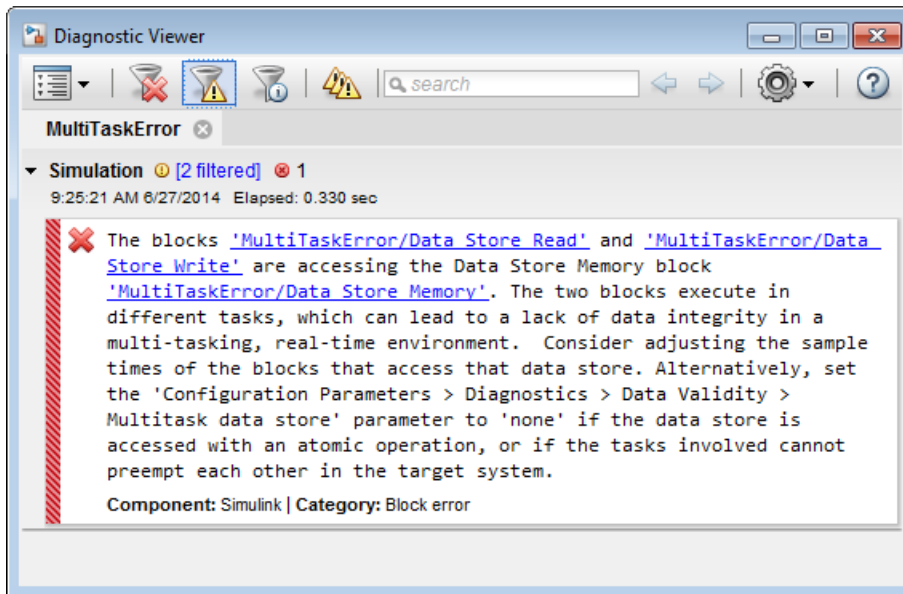 Diagnostic Viewer
search
MultiTaskError
Simulation [2 filtered] 1
9:25:21 AM 6/27/2014 Elapsed: 0.330 sec
The blocks 'MultiTaskError/Data Store Read' and 'MultiTaskError/Data
Store Write' are accessing the Data Store Memory block
'MultiTaskError/Data Store Memory'. The two blocks execute in
different tasks, which can lead to a lack of data integrity in a
multi-tasking, real-time environment.  Consider adjusting the sample
times of the blocks that access that data store. Alternatively, set
the 'Configuration Parameters > Diagnostics > Data Validity >
Multitask data store' parameter to 'none' if the data store is
accessed with an atomic operation, or if the tasks involved cannot
preempt each other in the target system.
Component: Simulink | Category: Block error